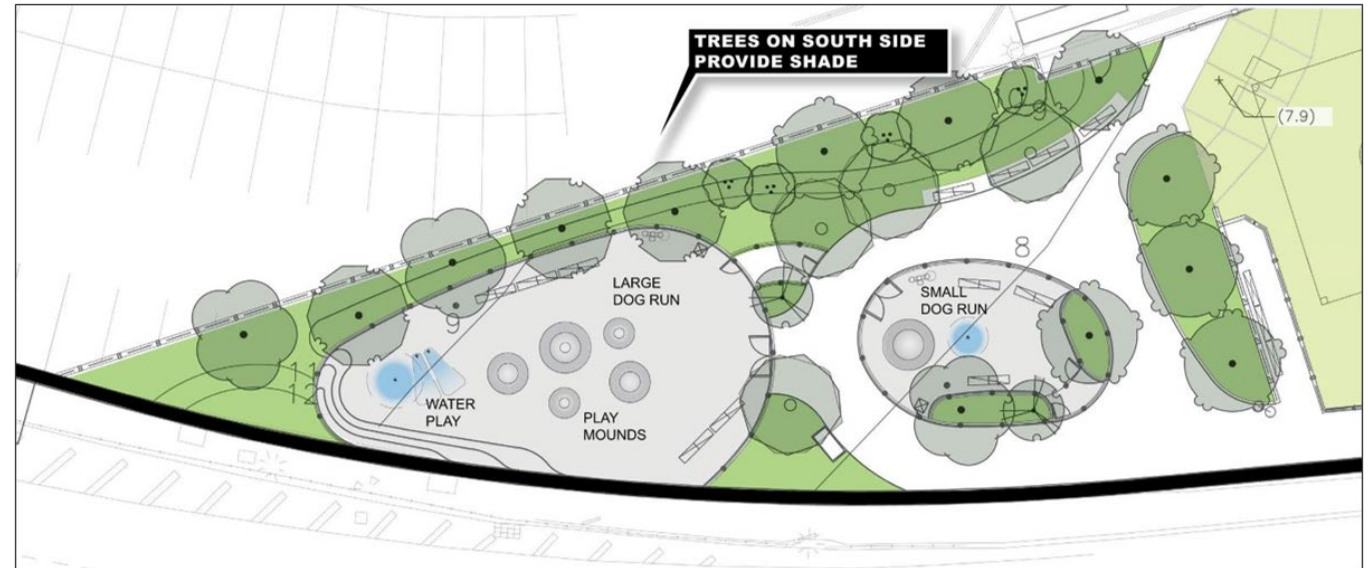 TREES ON SOUTH SIDE
PROVIDE SHADE
(7.9)
LARGE
DOG RUN
SMALL
DOG RUN
WATER
PLAY
PLAY
MOUNDS
9
8
9
11
12